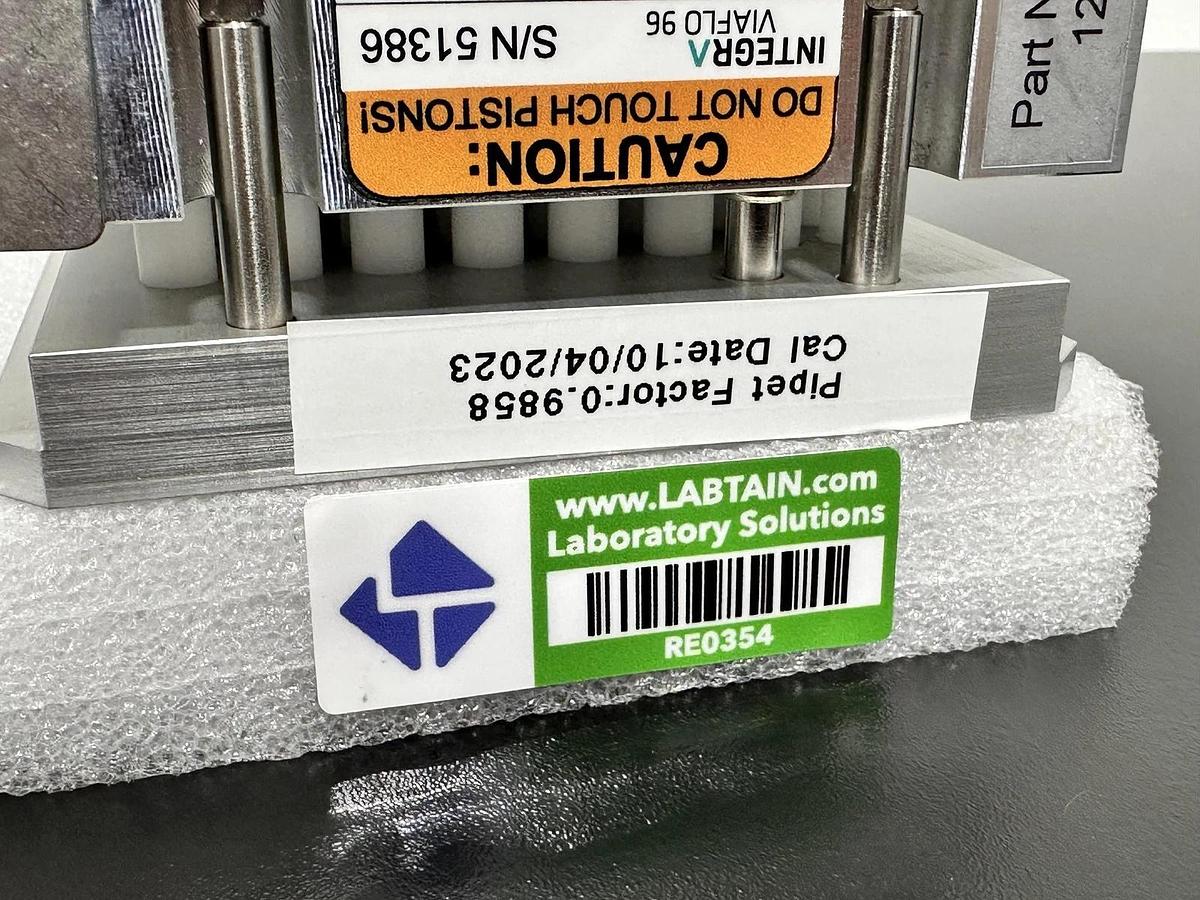 CAUTION:
DO NOT TOUCH PISTONS!
INTEGRA
VIAFLO 96
S/N 51386
Part
12
Pipet Factor:0.9858
Cal Date:10/04/2023
www.LABTAIN.com
Laboratory Solutions
RE0354